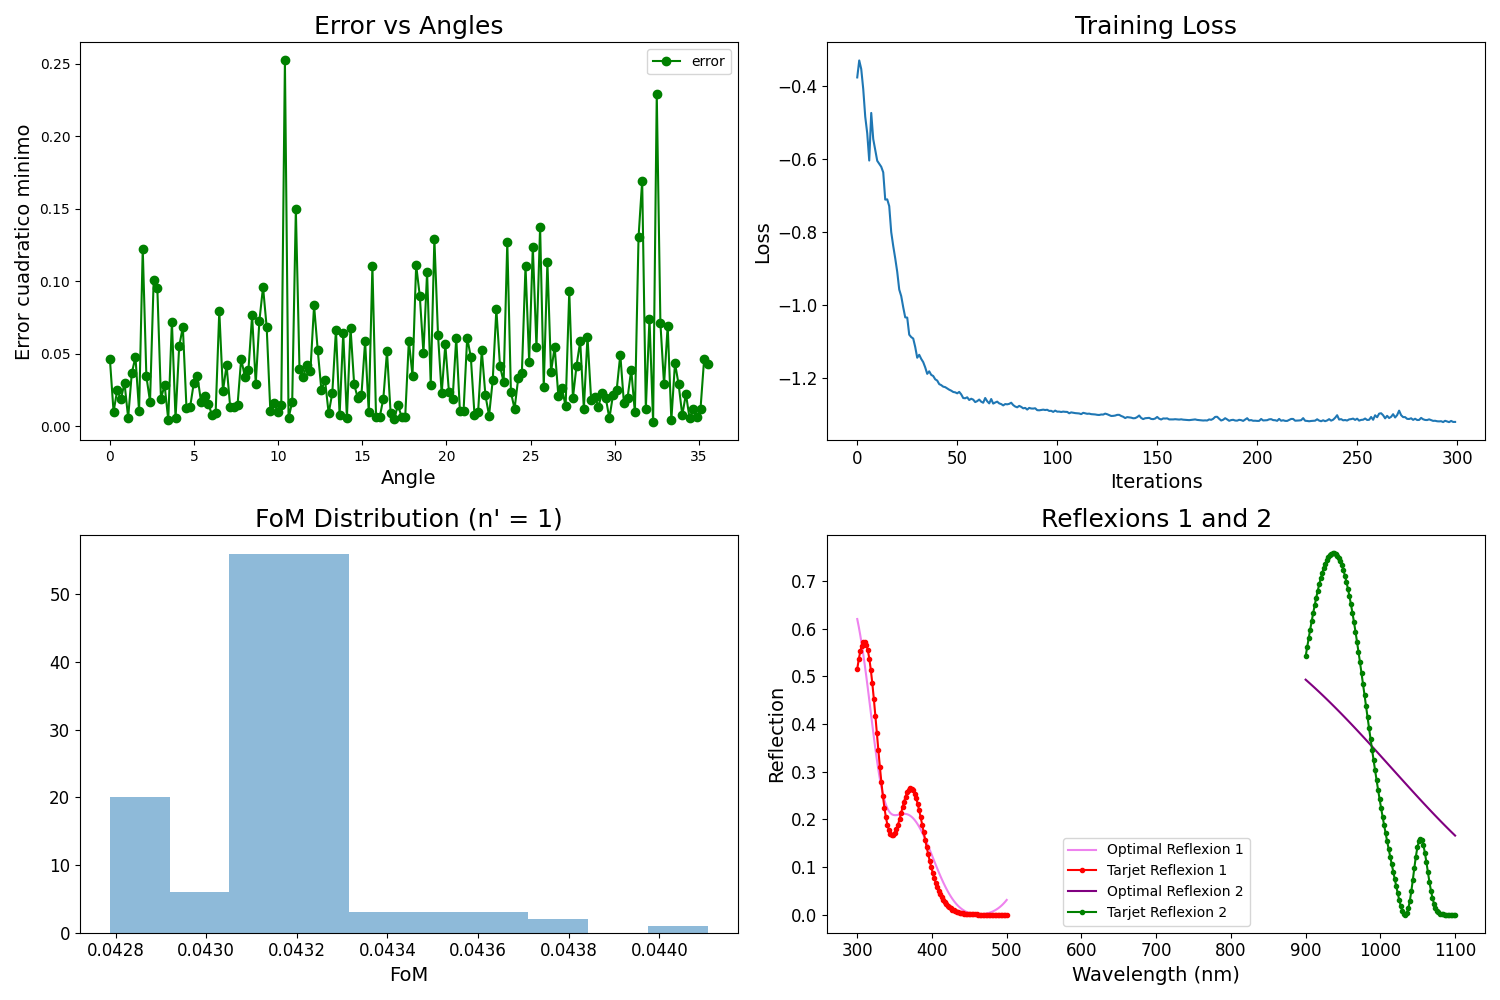 Error vs Angles
error
0.25
0.20
0.15
0.10
0.05
0.00
Error cuadratico minimo
0 5 10 15 20 25 30 35
Angle
Training Loss
−0.4
−0.6
−0.8
−1.0
−1.2
Loss
0 50 100 150 200 250 300
Iterations
FoM Distribution (n' = 1)
50
40
30
20
10
0
0.0428 0.0430 0.0432 0.0434 0.0436 0.0438 0.0440
FoM
Reflexions 1 and 2
0.7
0.6
0.5
0.4
0.3
0.2
0.1
0.0
Reflection
Optimal Reflexion 1
Tarjet Reflexion 1
Optimal Reflexion 2
Tarjet Reflexion 2
300 400 500 600 700 800 900 1000 1100
Wavelength (nm)